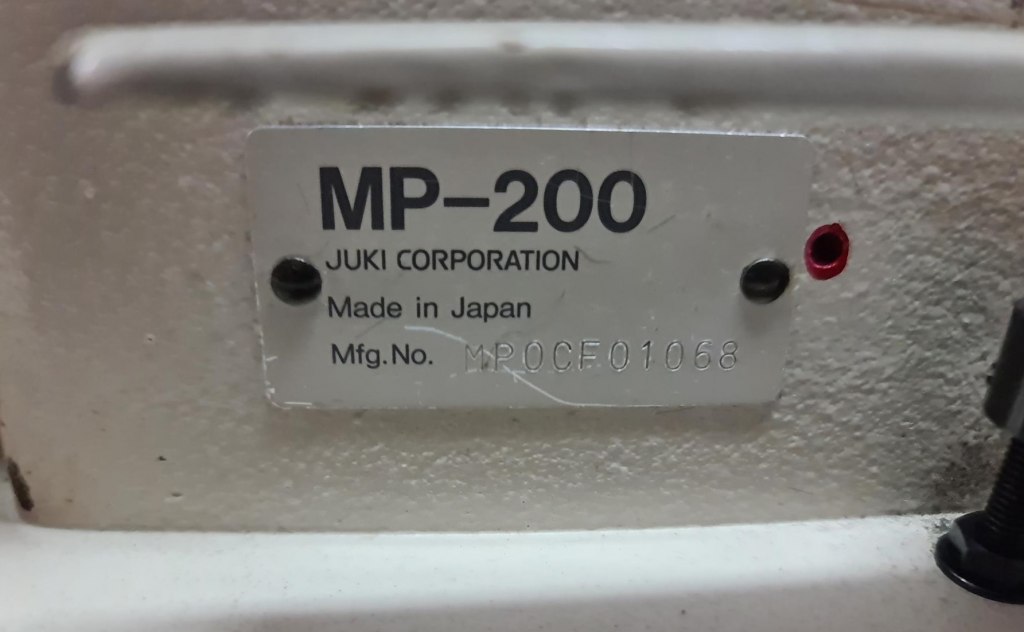 MP-200
JUKI CORPORATION
Made in Japan
Mfg.No. MP0CF01068